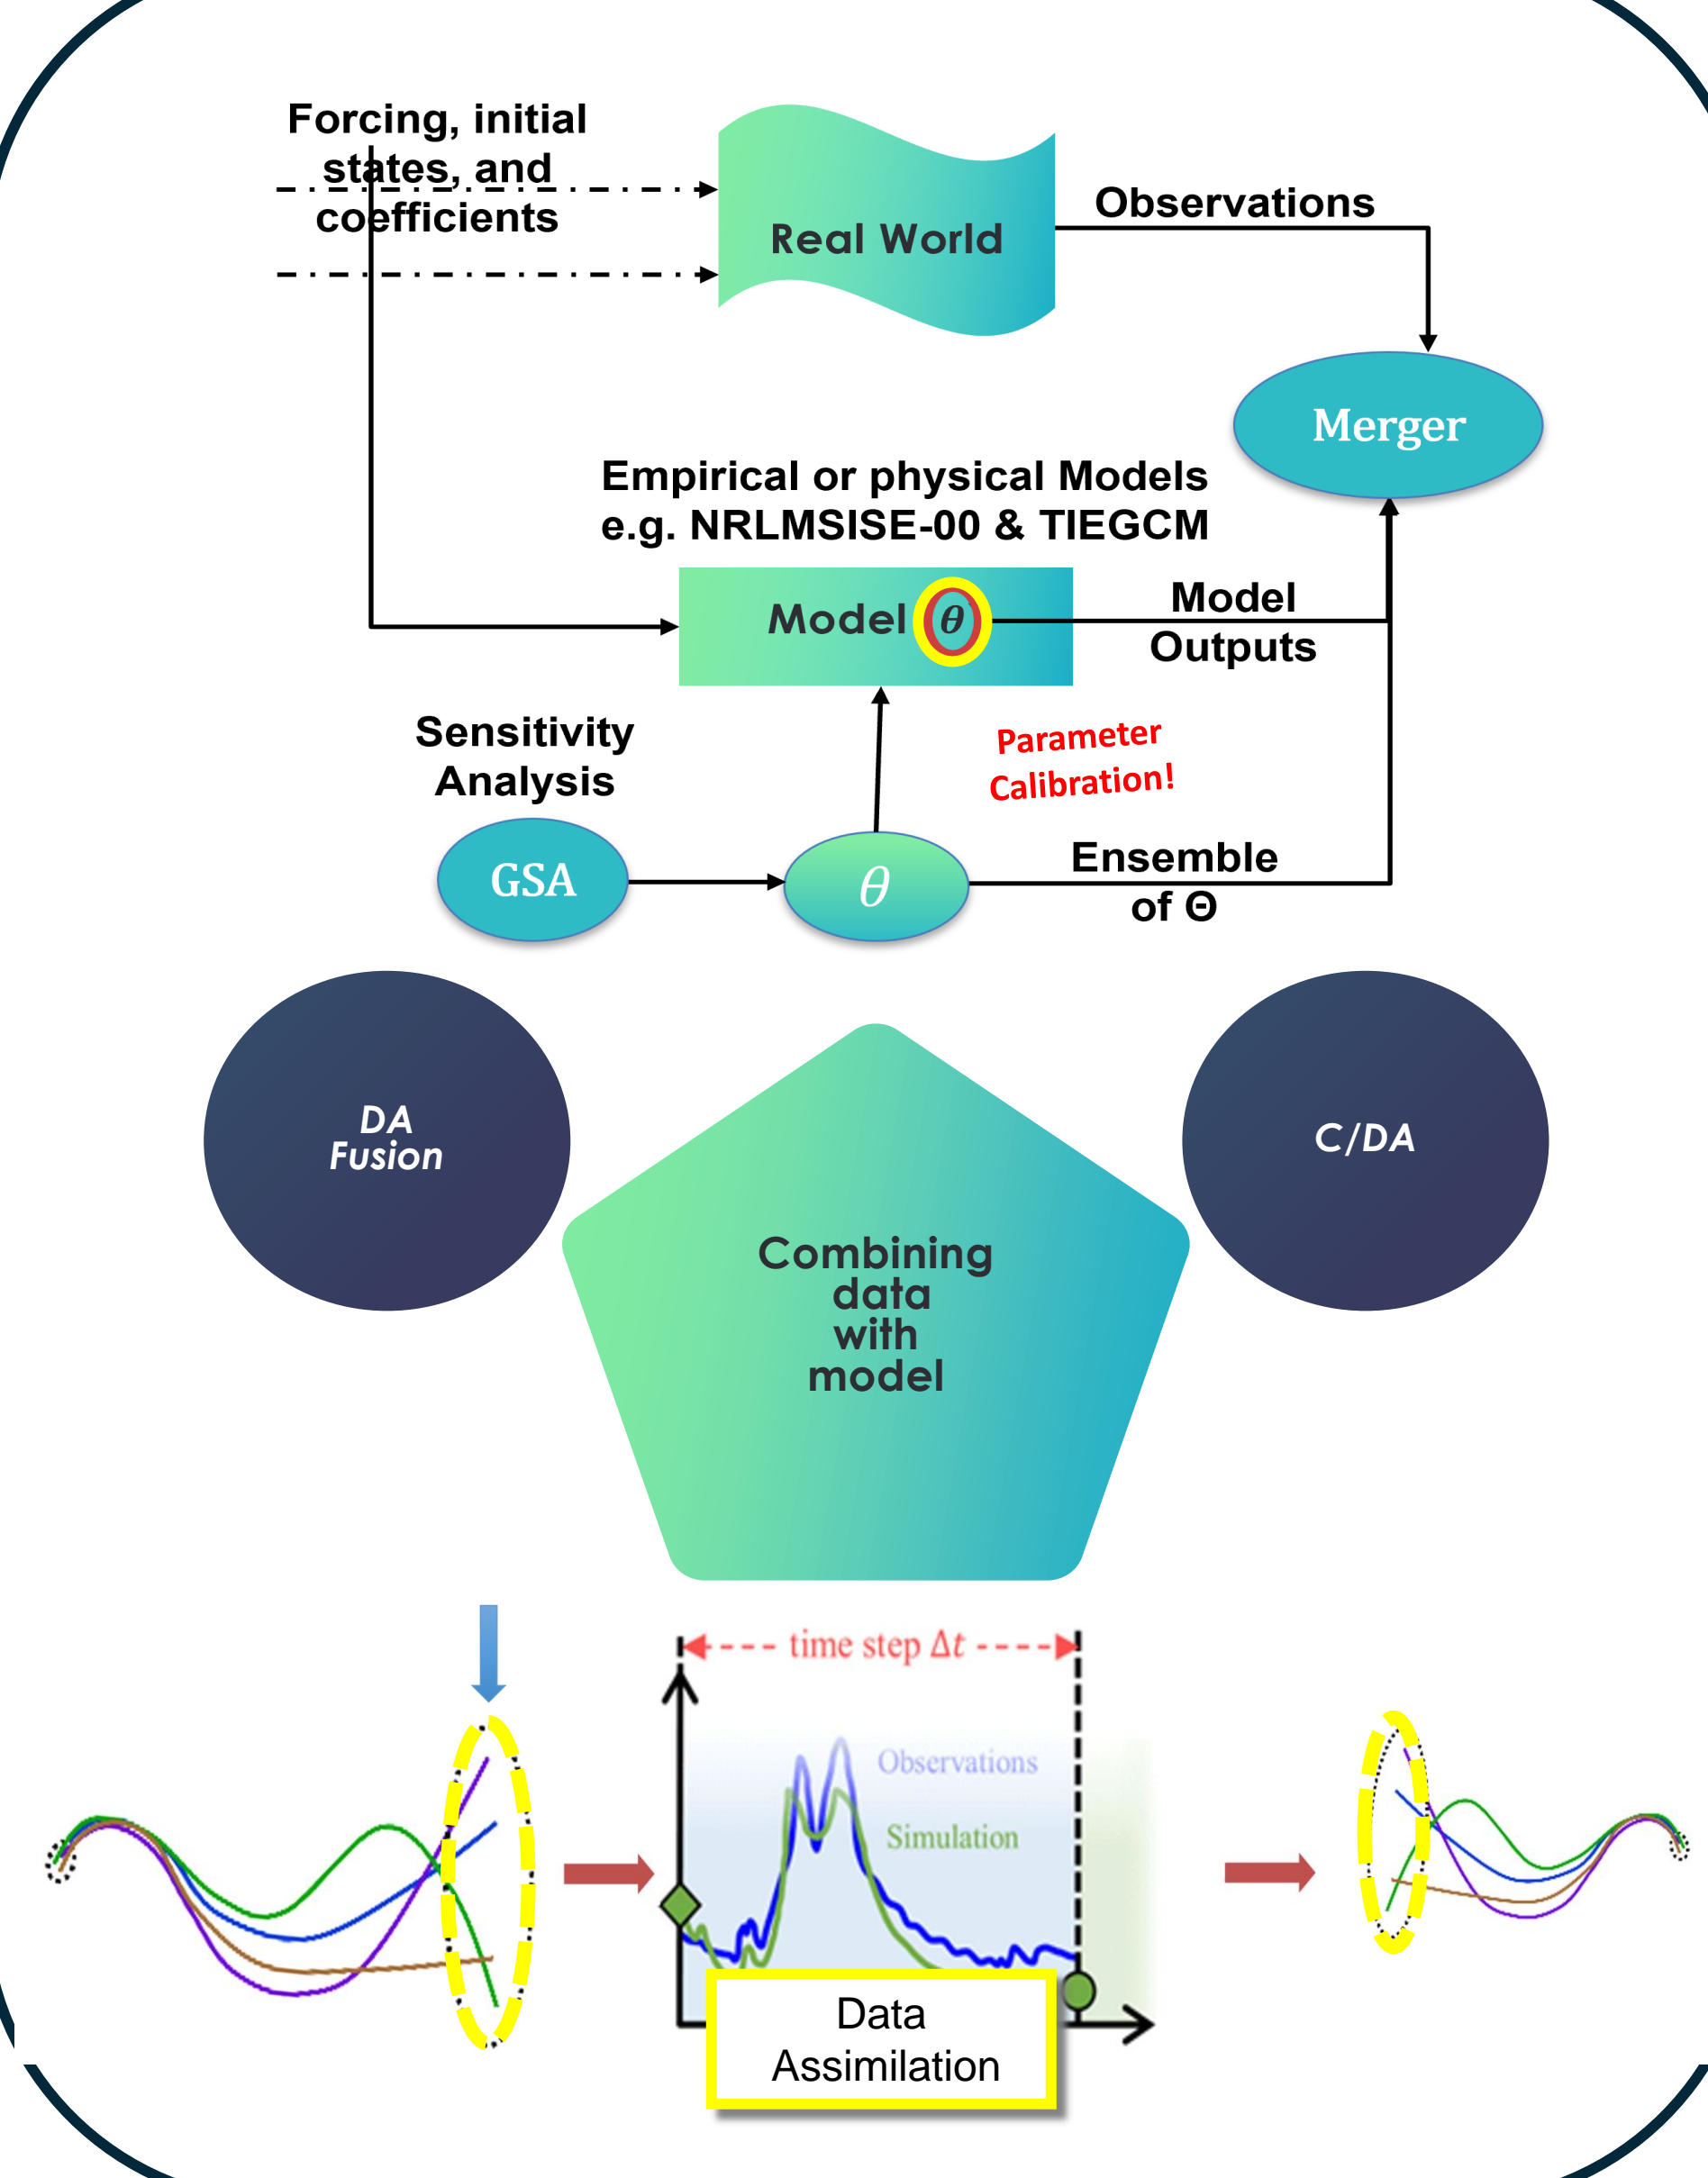 Forcing, initial
states, and
coefficients
Real World
Observations
Merger
Empirical or physical Models
e.g. NRLMSISE-00 & TIEGCM
Model θ
Model
Outputs
Parameter
Calibration!
Sensitivity
Analysis
GSA
θ
Ensemble
of Θ
DA
Fusion
C/DA
Combining
data
with
model
time step Δt
Observations
Simulation
Data
Assimilation